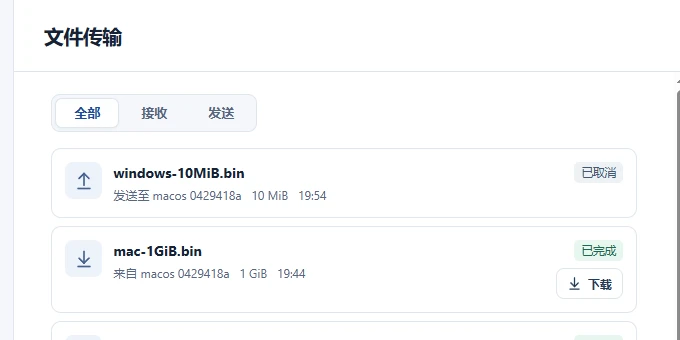 文件传输
全部 接收 发送
windows-10MiB.bin 已取消
发送至 macos 0429418a 10 MiB 19:54
mac-1GiB.bin 已完成
来自 macos 0429418a 1 GiB 19:44
下载